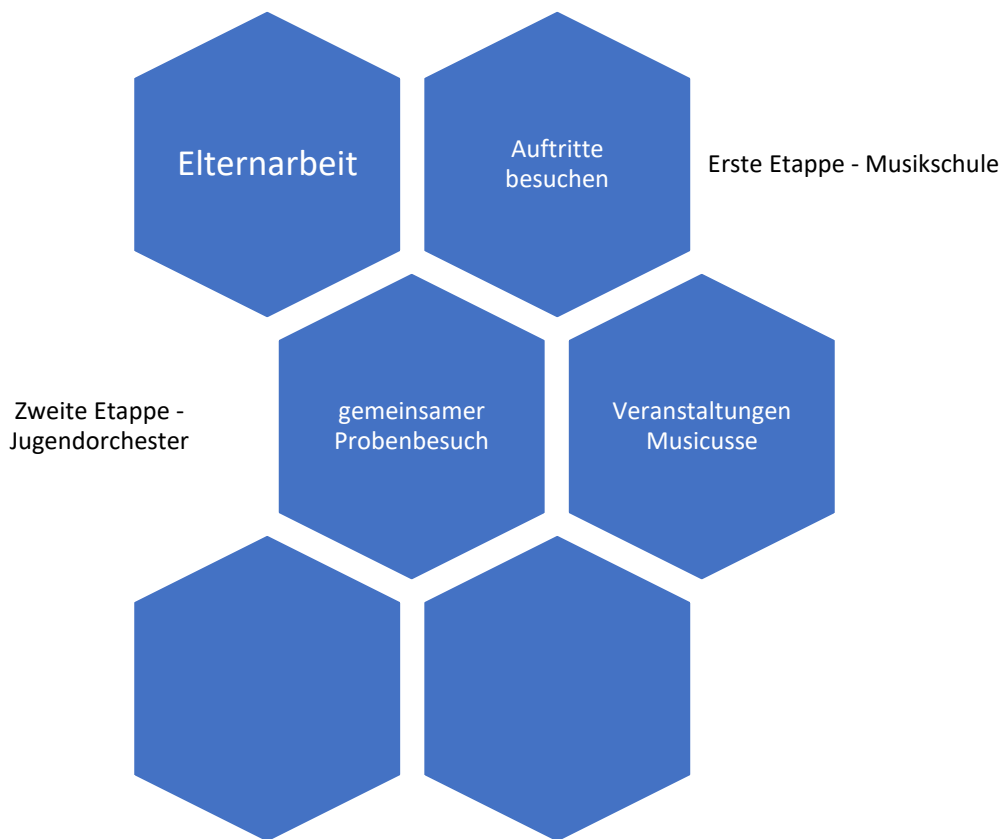 Elternarbeit
Auftritte
besuchen
Erste Etappe - Musikschule
Zweite Etappe -
Jugendorchester
gemeinsamer
Probenbesuch
Veranstaltungen
Musicusse